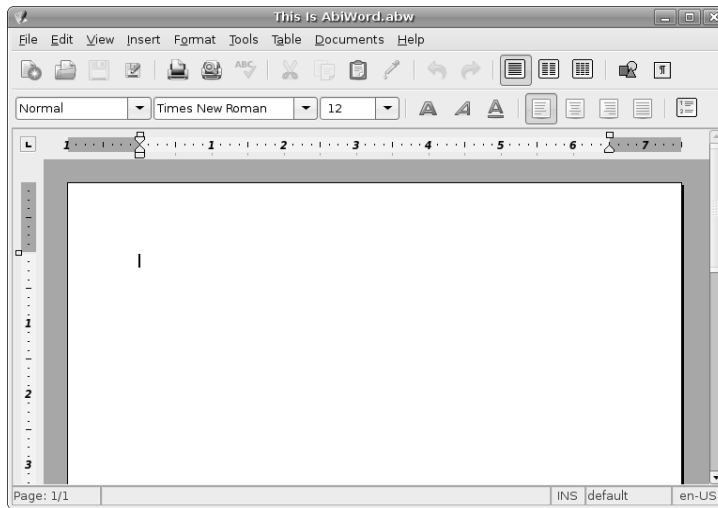 This Is AbiWord.abw
File Edit View Insert Format Tools Table Documents Help
ABC
Normal Times New Roman 12 A A A
L 1 1 2 3 4 5 6 7
1
2
3
Page: 1/1 INS default en-US